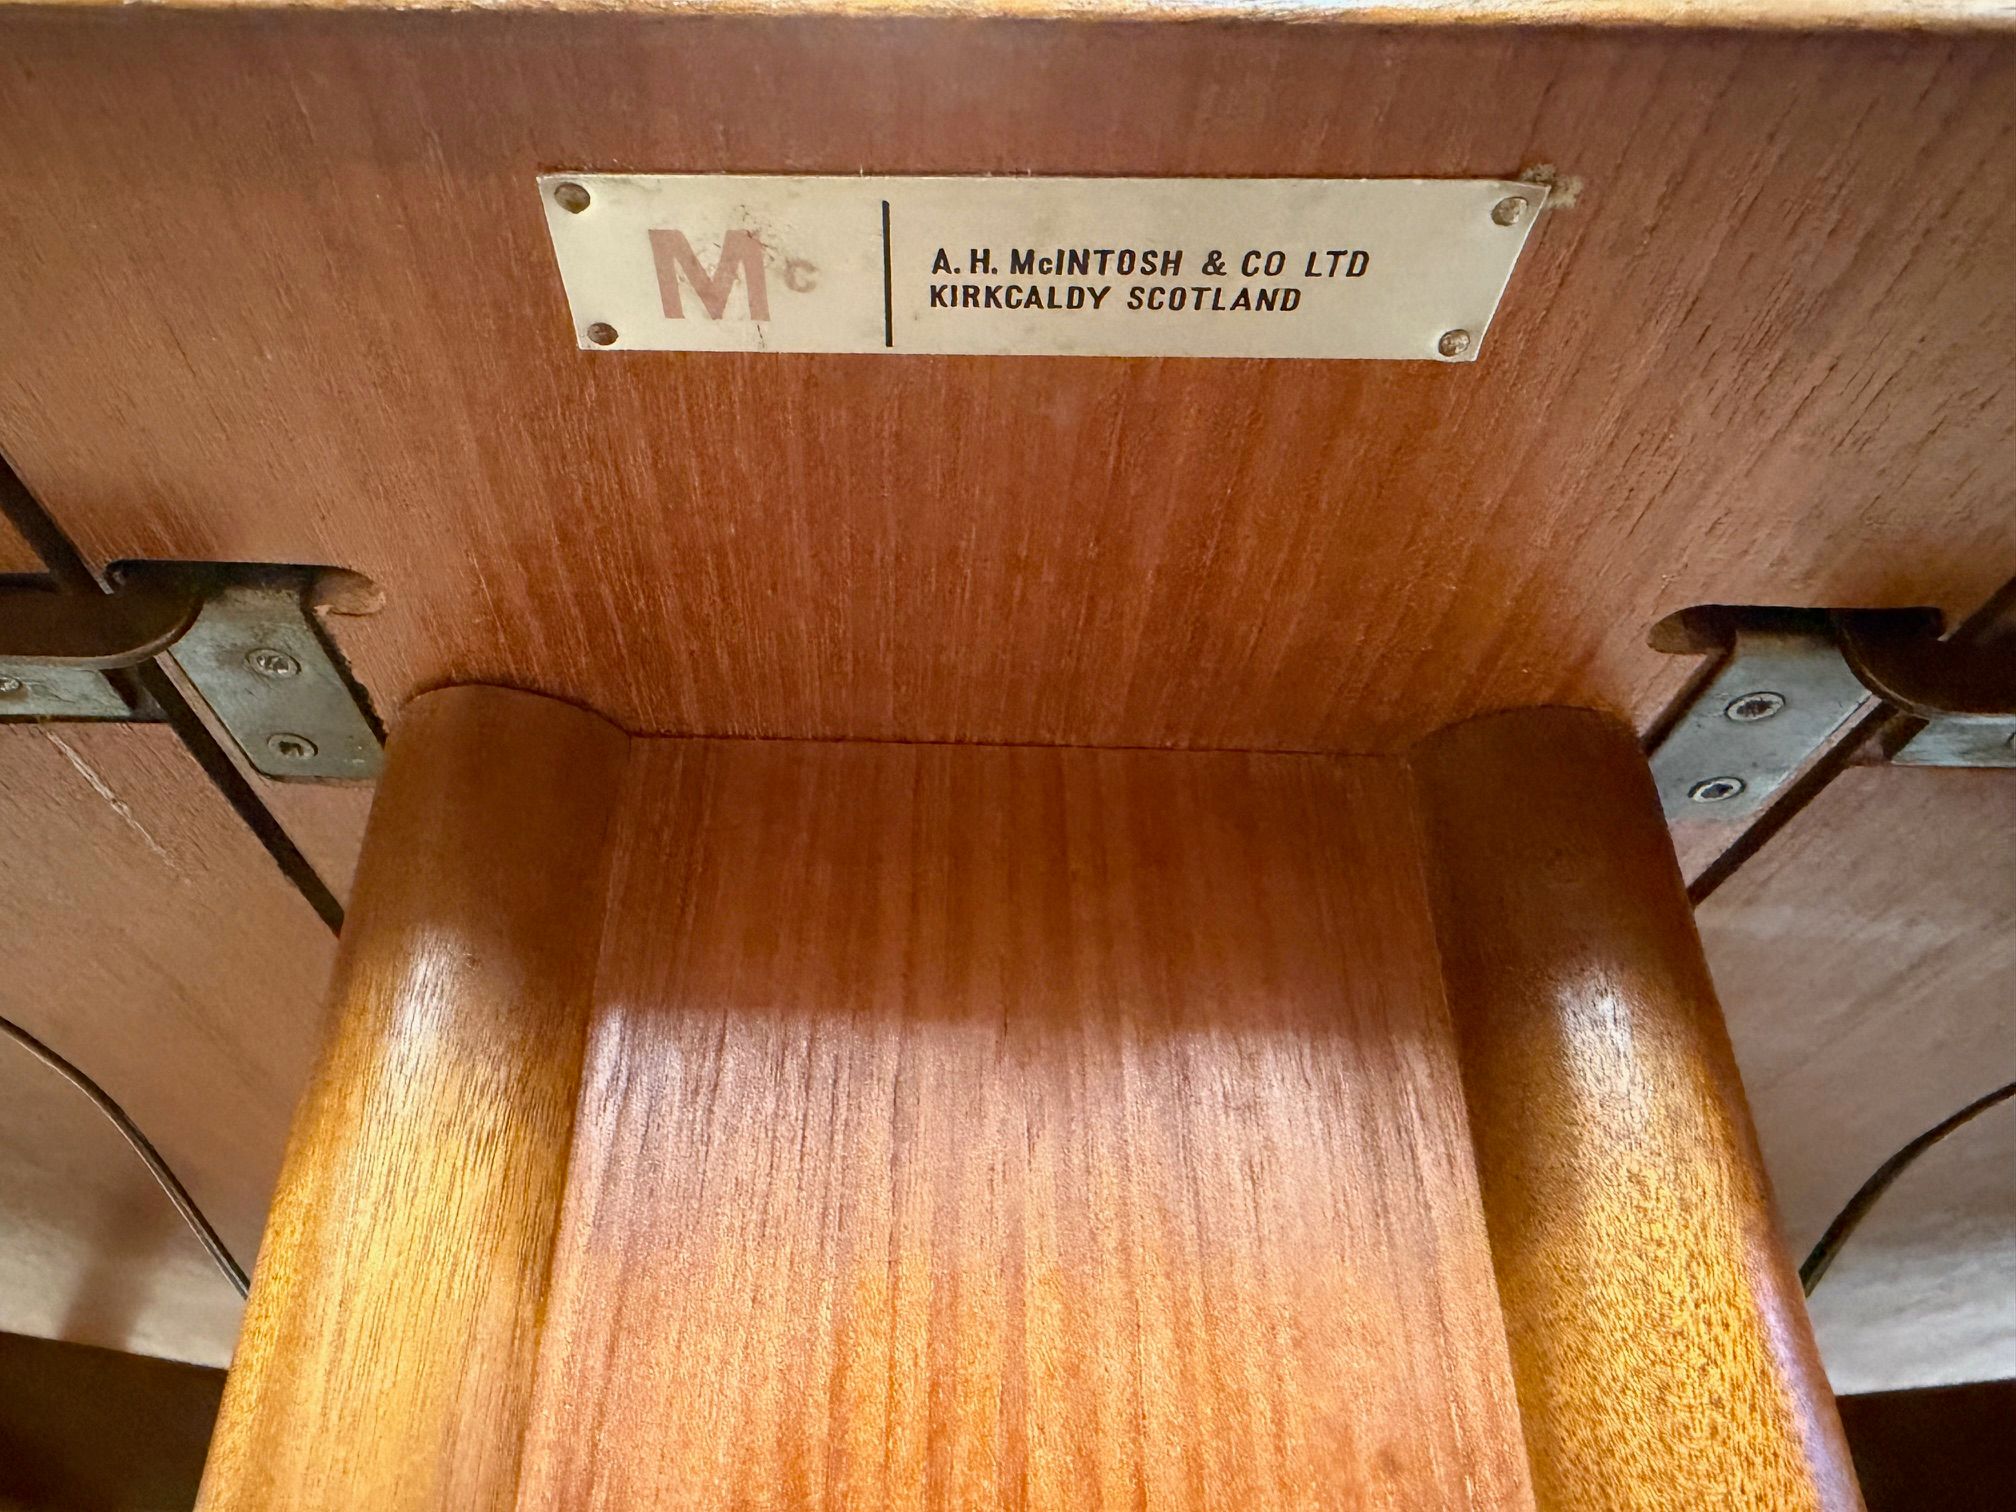 Mc
A. H. McINTOSH & CO LTD
KIRKCALDY SCOTLAND